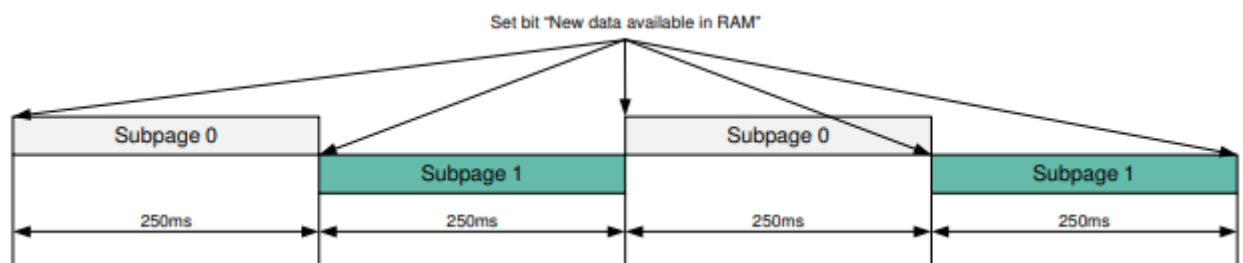 Set bit “New data available in RAM”
Subpage 0
Subpage 0
Subpage 1
Subpage 1
250ms
250ms
250ms
250ms